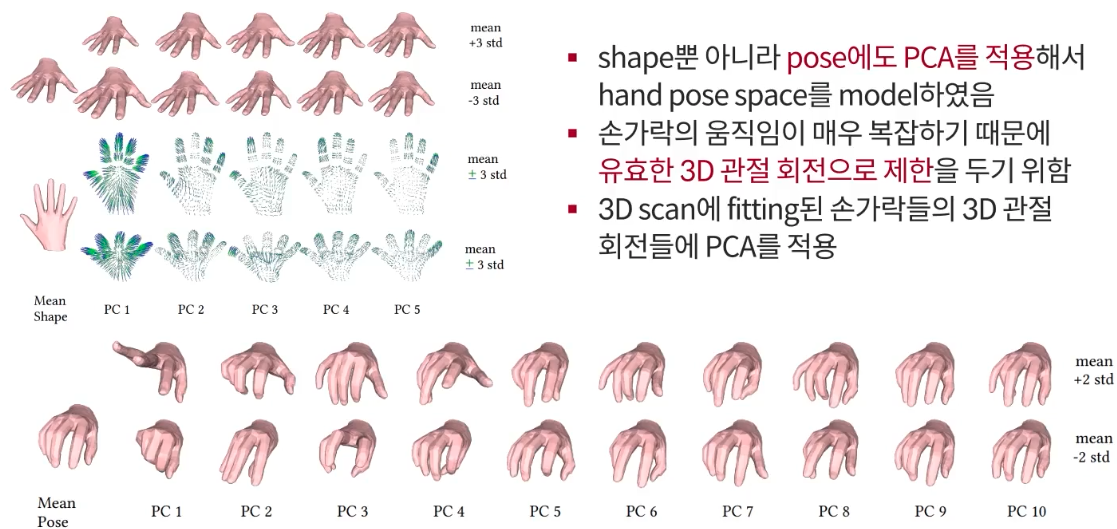 mean
+3 std
mean
-3 std
mean
± 3 std
mean
± 3 std
Mean
Shape
PC 1
PC 2
PC 3
PC 4
PC 5
▪ shape뿐 아니라 pose에도 PCA를 적용해서
hand pose space를 model하였음
▪ 손가락의 움직임이 매우 복잡하기 때문에
유효한 3D 관절 회전으로 제한을 두기 위함
▪ 3D scan에 fitting된 손가락들의 3D 관절
회전들에 PCA를 적용
mean
+2 std
mean
-2 std
Mean
Pose
PC 1
PC 2
PC 3
PC 4
PC 5
PC 6
PC 7
PC 8
PC 9
PC 10